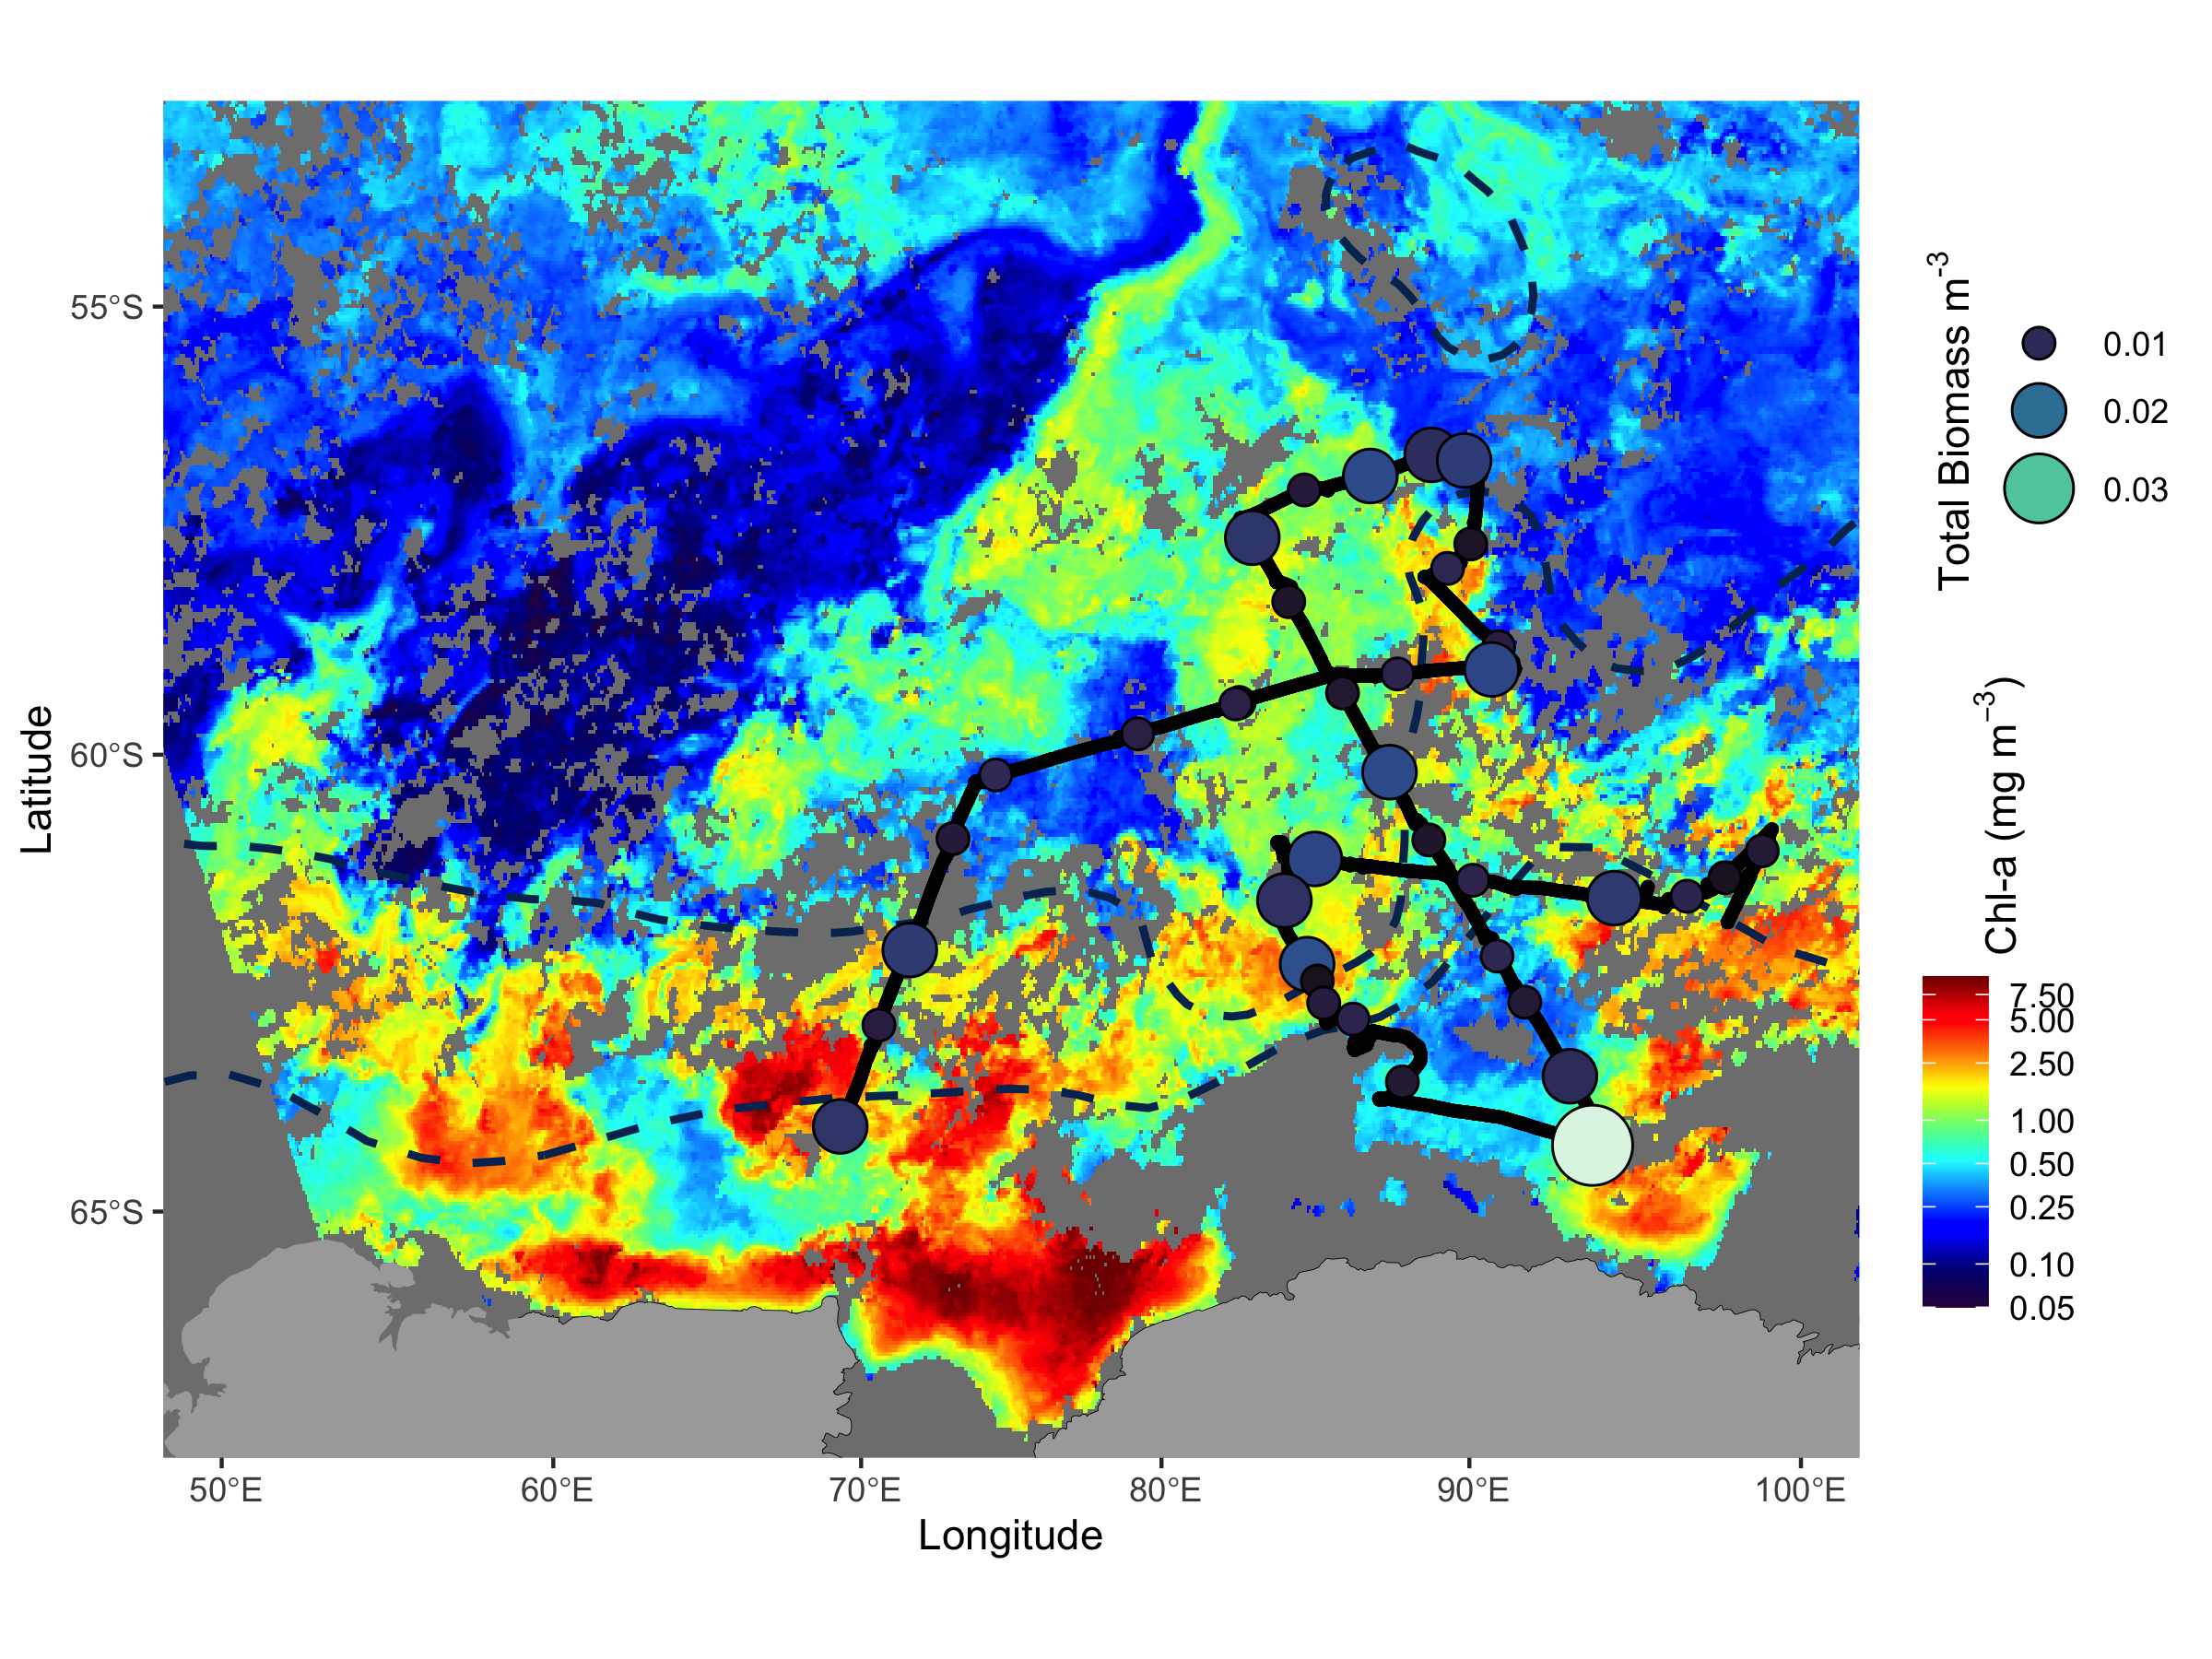 55°S
60°S
65°S
Latitude
50°E
60°E
70°E
80°E
90°E
100°E
Longitude
Total Biomass m⁻³
0.01
0.02
0.03
Chl-a (mg m⁻³)
7.50
5.00
2.50
1.00
0.50
0.25
0.10
0.05